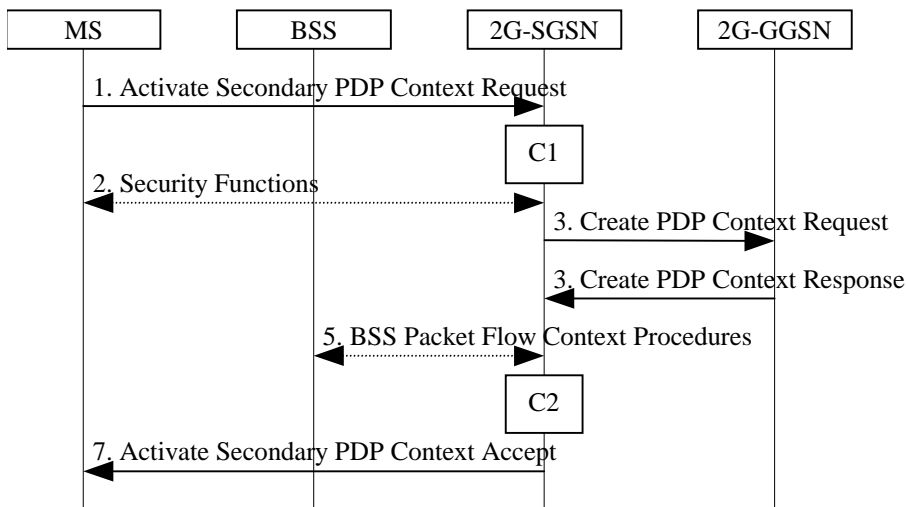 MS
BSS
2G-SGSN
2G-GGSN
1. Activate Secondary PDP Context Request
C1
2. Security Functions
3. Create PDP Context Request
3. Create PDP Context Response
5. BSS Packet Flow Context Procedures
C2
7. Activate Secondary PDP Context Accept